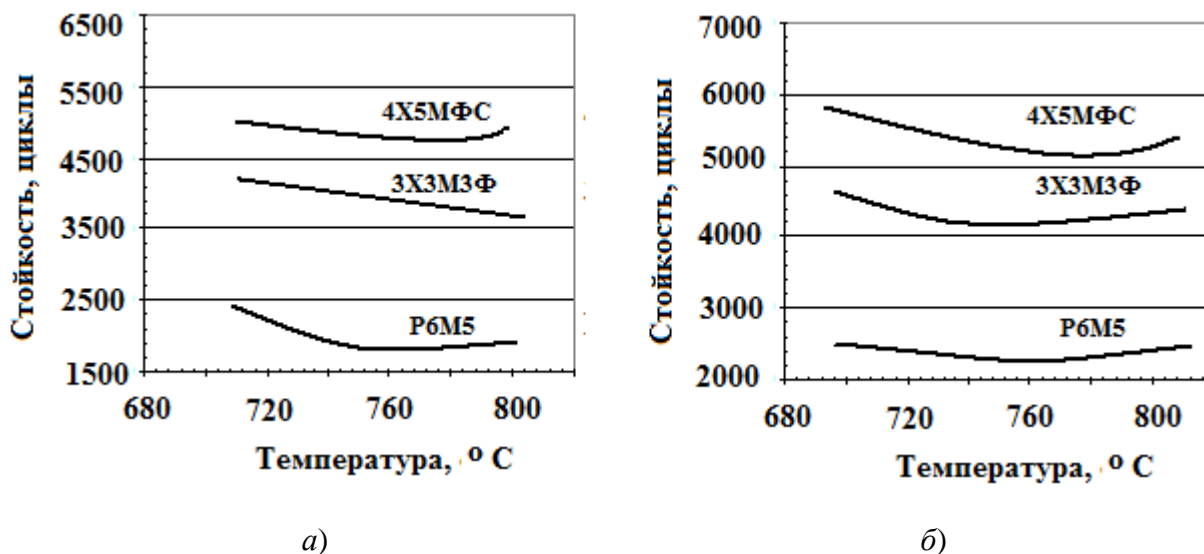 6500
5500
4500
3500
2500
1500
680
720
760
800
Стойкость, циклы
Температура, ° С
4Х5МФС
3Х3М3Ф
Р6М5
а)
7000
6000
5000
4000
3000
2000
680
720
760
800
Стойкость, циклы
Температура, ° С
4Х5МФС
3Х3М3Ф
Р6М5
б)